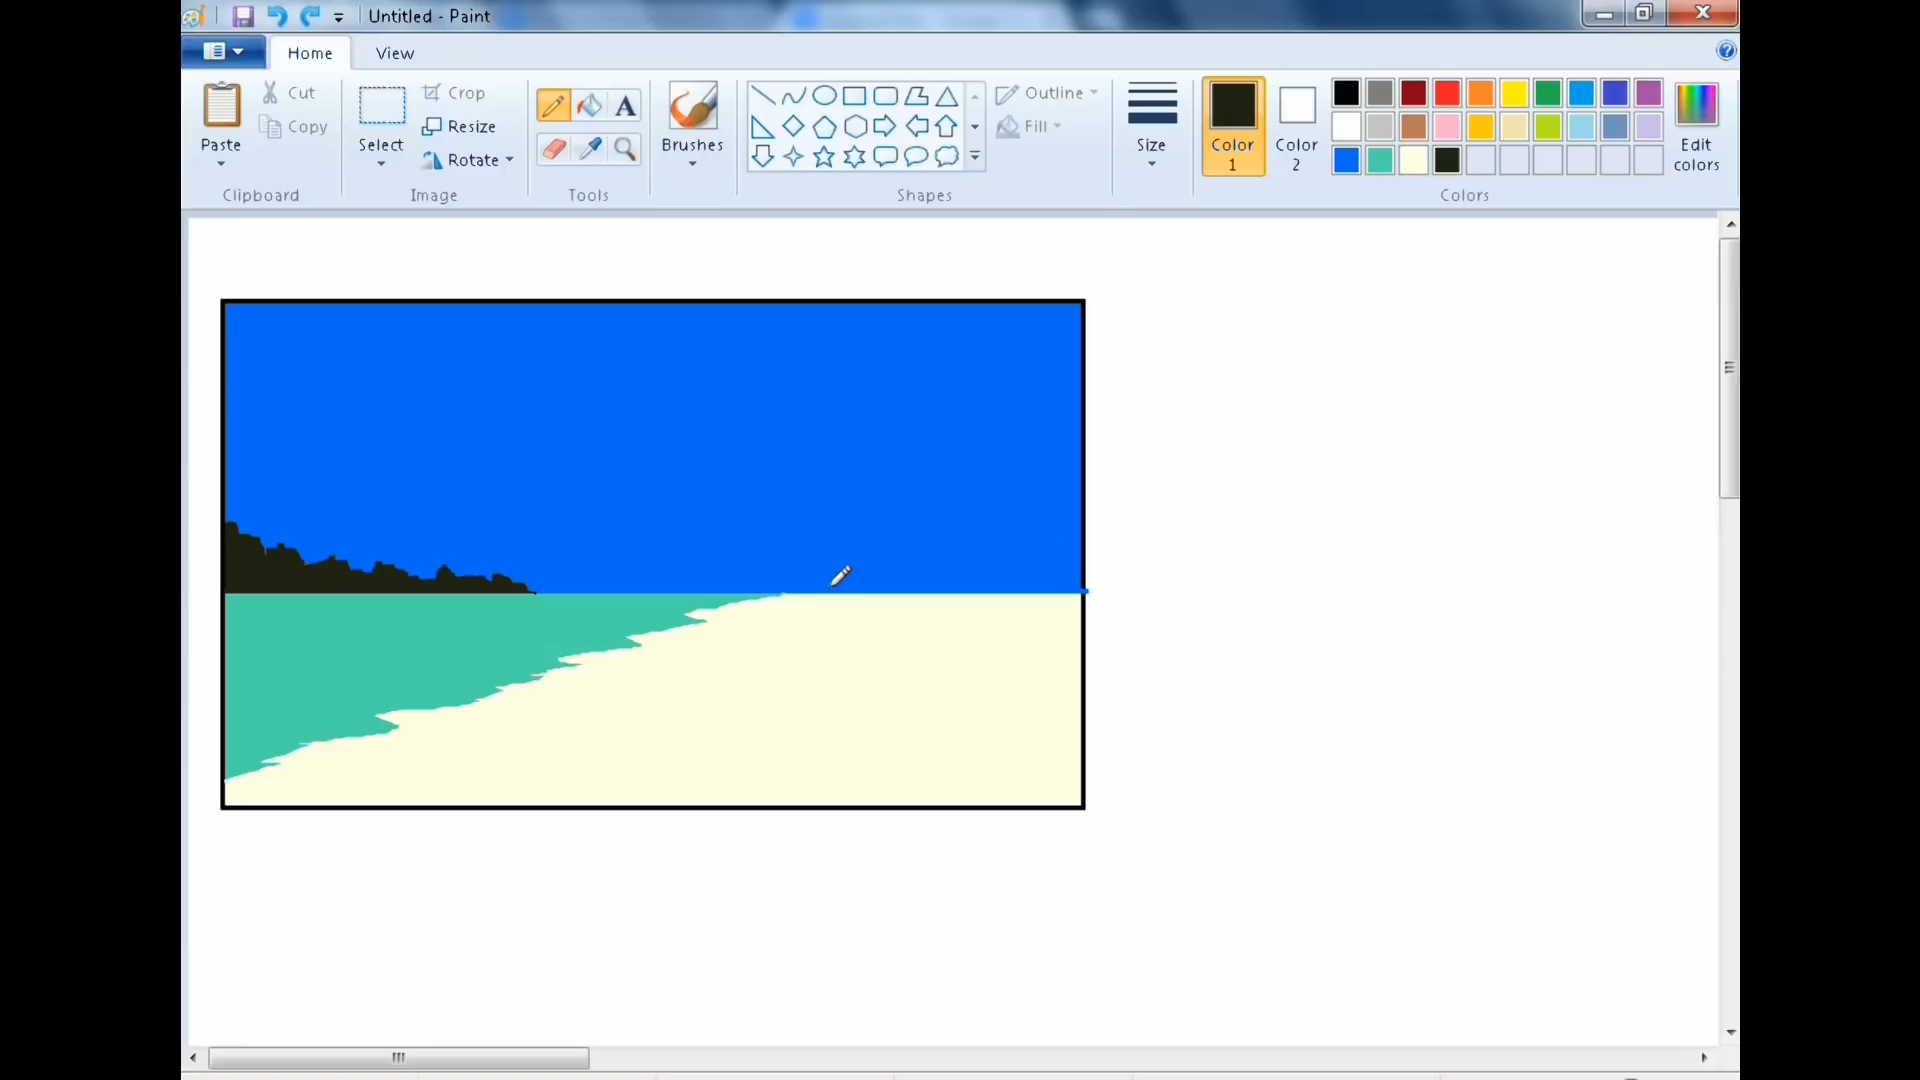 Untitled - Paint
Home View
Paste
Cut
Copy
Clipboard
Select
Crop
Resize
Rotate
Image
A
Tools
Brushes
Outline
Fill
Shapes
Size
Color
1
Color
2
Edit
colors
Colors